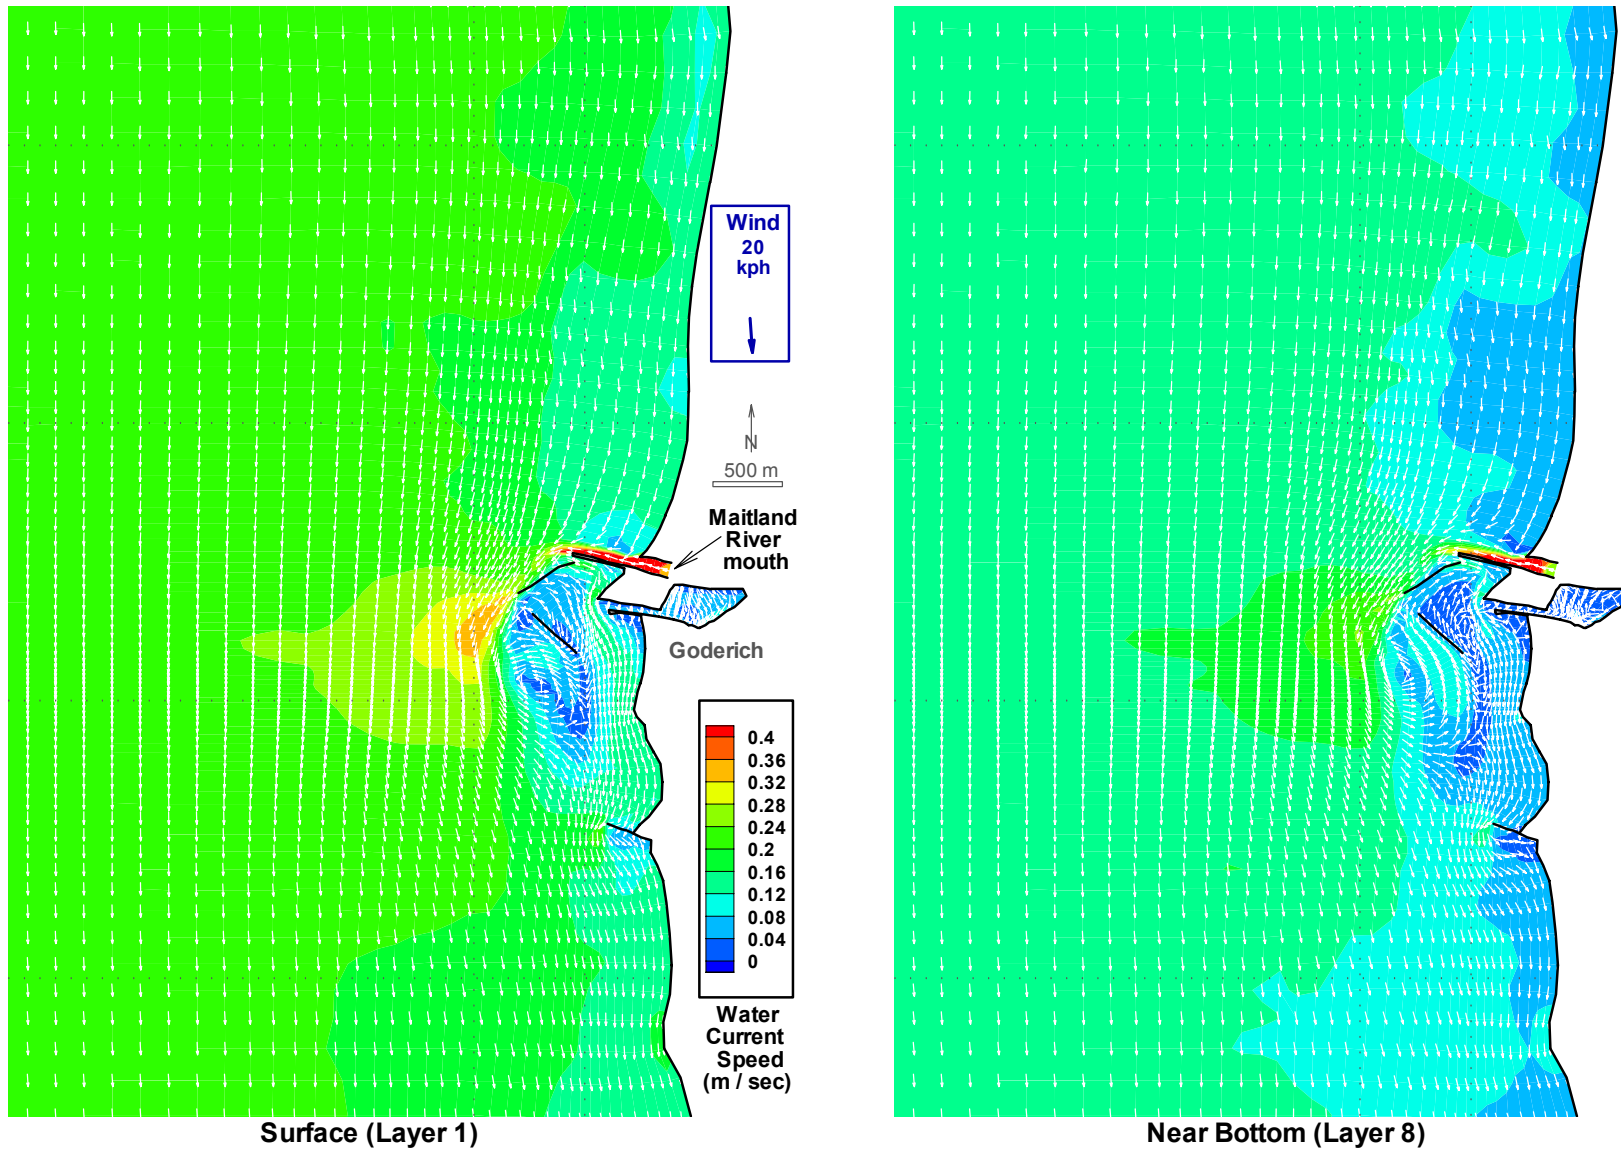 Wind
20
kph
N
500 m
Maitland
River
mouth
Goderich
0.4
0.36
0.32
0.28
0.24
0.2
0.16
0.12
0.08
0.04
0
Water
Current
Speed
(m / sec)
Surface (Layer 1)
Near Bottom (Layer 8)